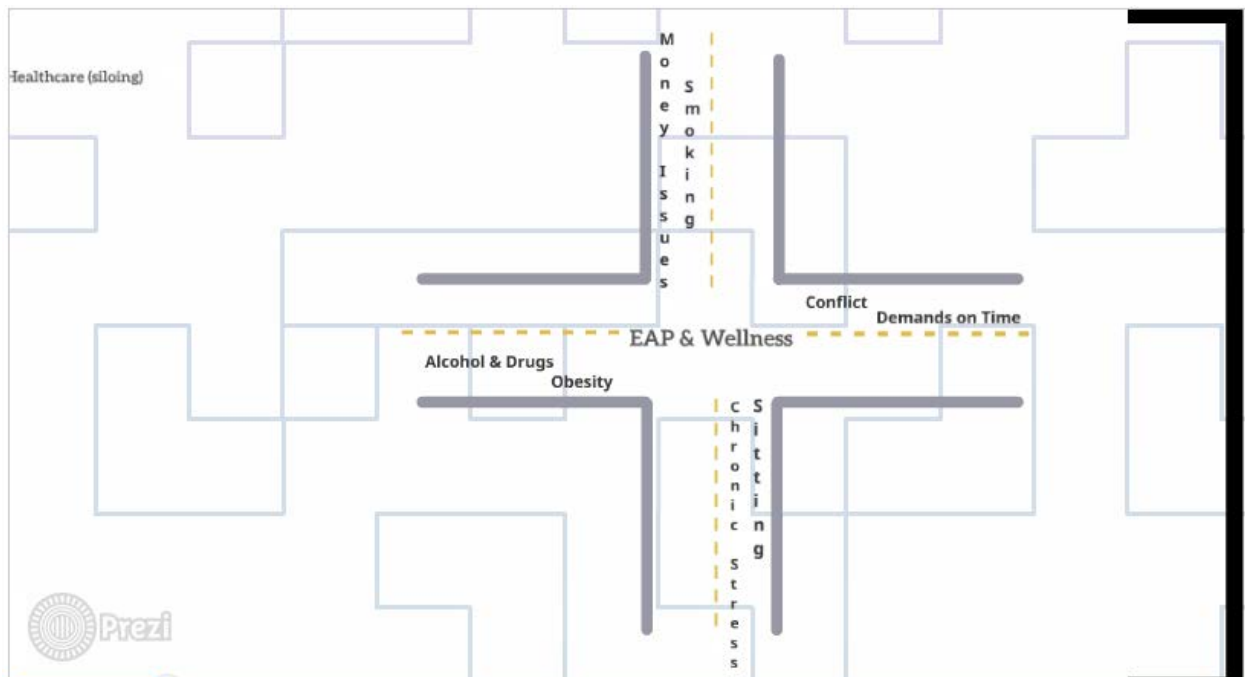 Healthcare (siloing)
Money Issues
Smoking
Conflict
Demands on Time
EAP & Wellness
Alcohol & Drugs
Obesity
Chronic Stress
Sitting
Prezi